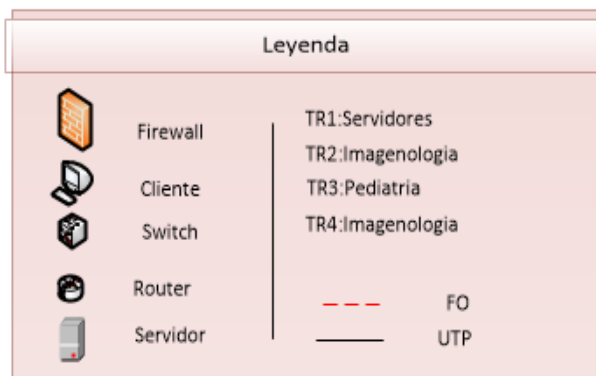 Leyenda
Firewall
Cliente
Switch
Router
Servidor
TR1:Servidores
TR2:Imagenologia
TR3:Pediatria
TR4:Imagenologia
FO
UTP